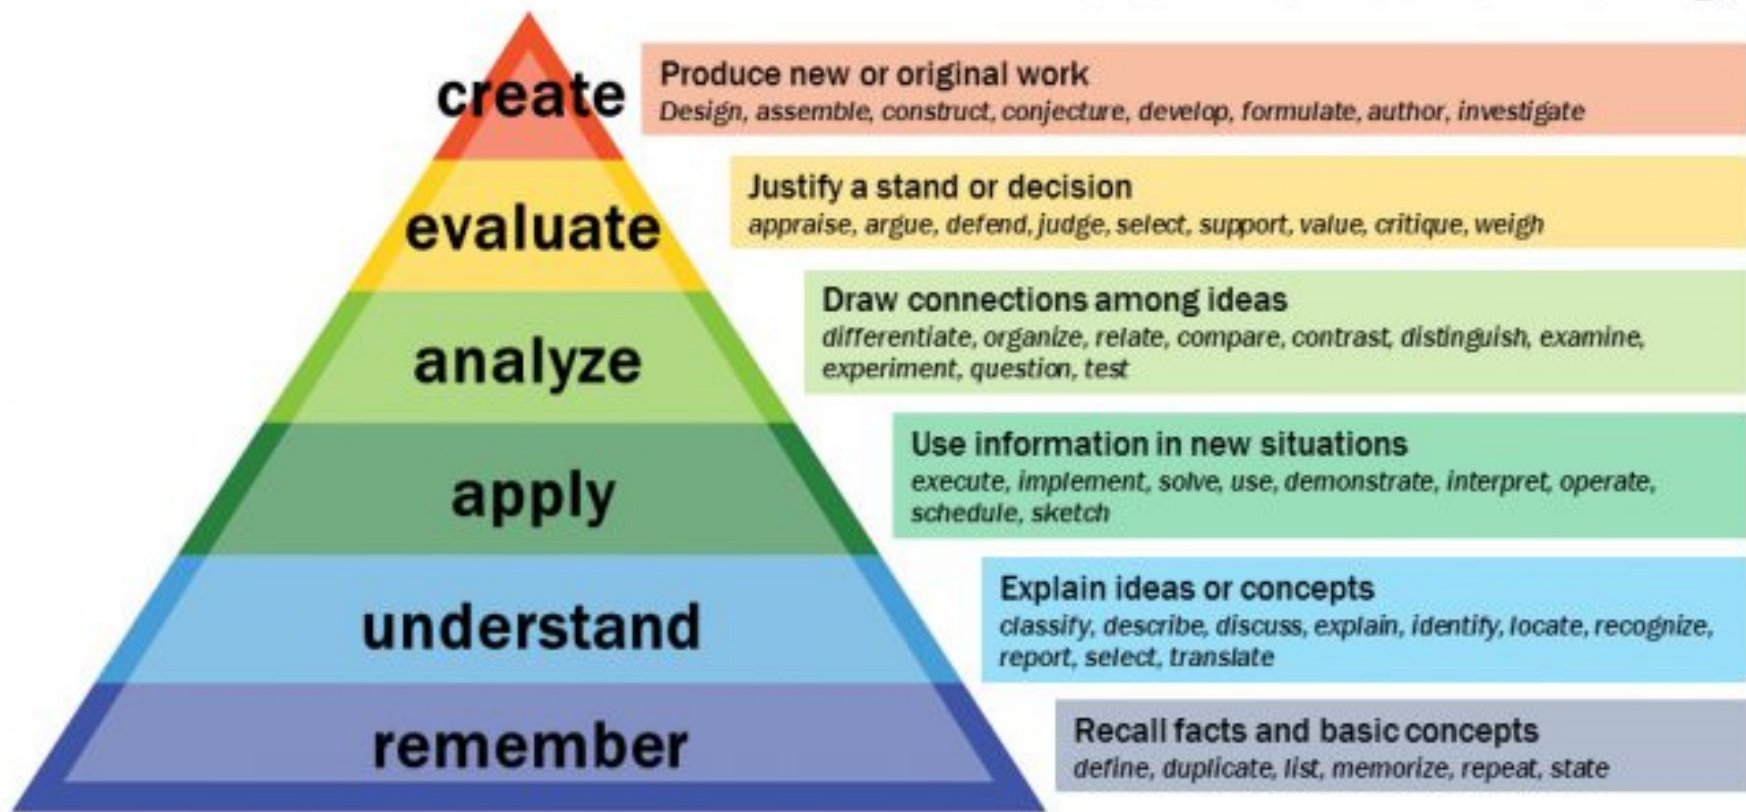 create
Produce new or original work
Design, assemble, construct, conjecture, develop, formulate, author, investigate
evaluate
Justify a stand or decision
appraise, argue, defend, judge, select, support, value, critique, weigh
analyze
Draw connections among ideas
differentiate, organize, relate, compare, contrast, distinguish, examine,
experiment, question, test
apply
Use information in new situations
execute, implement, solve, use, demonstrate, interpret, operate,
schedule, sketch
understand
Explain ideas or concepts
classify, describe, discuss, explain, identify, locate, recognize,
report, select, translate
remember
Recall facts and basic concepts
define, duplicate, list, memorize, repeat, state